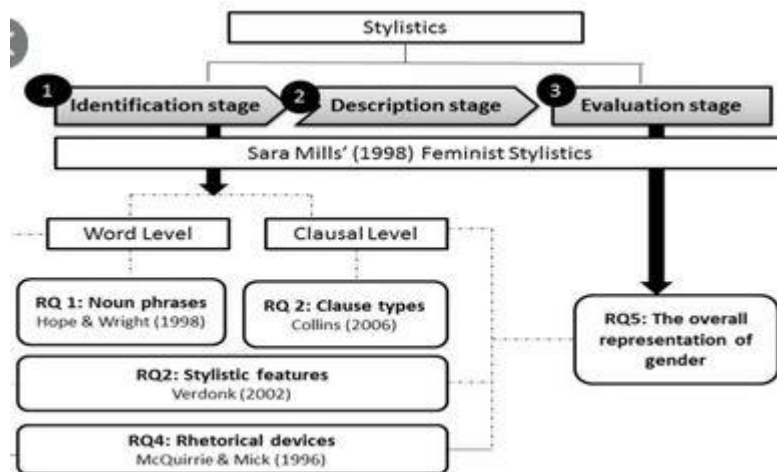 Stylistics
1
Identification stage
2
Description stage
3
Evaluation stage
Sara Mills' (1998) Feminist Stylistics
Word Level
Clausal Level
RQ 1: Noun phrases
Hope & Wright (1998)
RQ 2: Clause types
Collins (2006)
RQ5: The overall
representation of
gender
RQ2: Stylistic features
Verdonk (2002)
RQ4: Rhetorical devices
McQuirrie & Mick (1996)